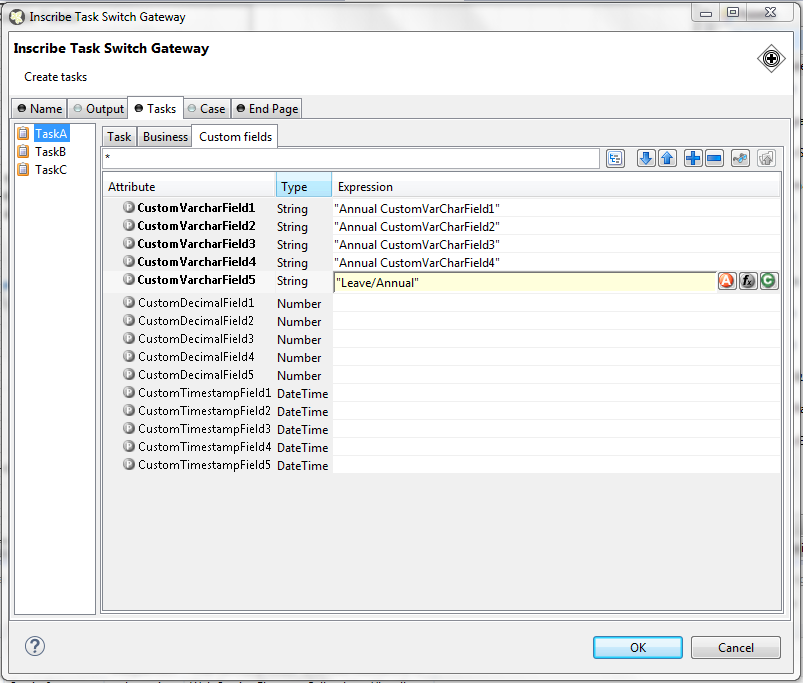 Inscribe Task Switch Gateway
Inscribe Task Switch Gateway
Create tasks
Name Output Tasks Case End Page
TaskA
TaskB
TaskC
Task Business Custom fields
*
Attribute Type Expression
CustomVarcharField1 String "Annual CustomVarCharField1"
CustomVarcharField2 String "Annual CustomVarCharField2"
CustomVarcharField3 String "Annual CustomVarCharField3"
CustomVarcharField4 String "Annual CustomVarCharField4"
CustomVarcharField5 String "Leave/Annual"
CustomDecimalField1 Number
CustomDecimalField2 Number
CustomDecimalField3 Number
CustomDecimalField4 Number
CustomDecimalField5 Number
CustomTimestampField1 DateTime
CustomTimestampField2 DateTime
CustomTimestampField3 DateTime
CustomTimestampField4 DateTime
CustomTimestampField5 DateTime
OK Cancel